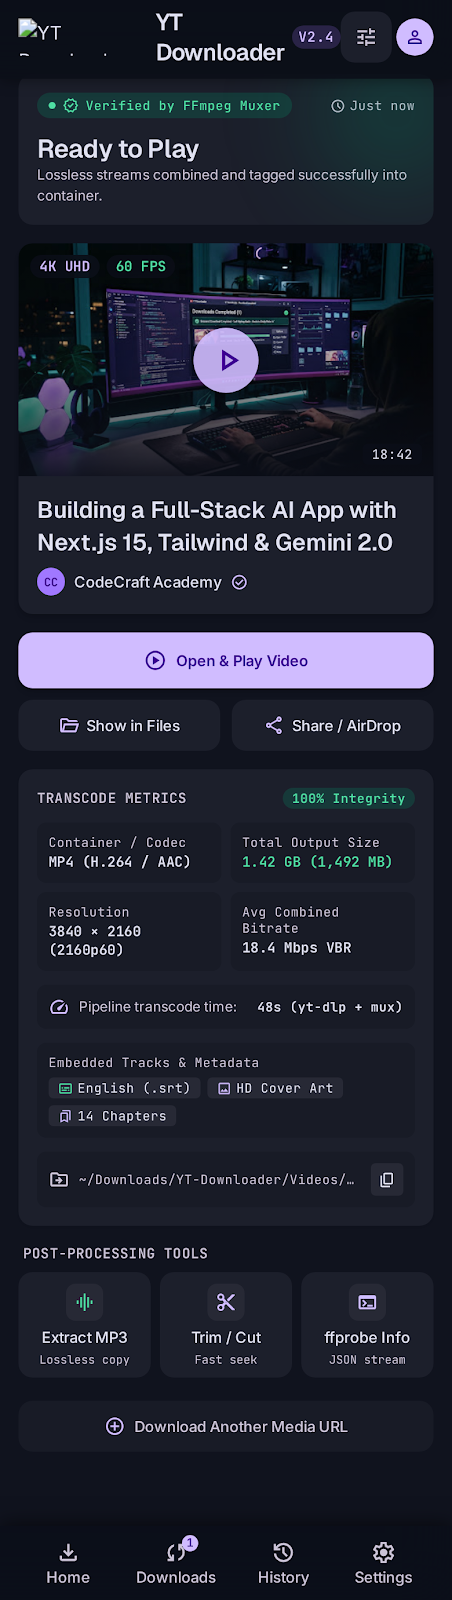 YT
YT
Downloader
V2.4
Verified by FFmpeg Muxer
Just now
Ready to Play
Lossless streams combined and tagged successfully into
container.
4K UHD
60 FPS
Downloads Completed (1)
18:42
Building a Full-Stack AI App with
Next.js 15, Tailwind & Gemini 2.0
CC
CodeCraft Academy
Open & Play Video
Show in Files
Share / AirDrop
TRANSCODE METRICS
100% Integrity
Container / Codec
MP4 (H.264 / AAC)
Total Output Size
1.42 GB (1,492 MB)
Resolution
3840 × 2160
(2160p60)
Avg Combined
Bitrate
18.4 Mbps VBR
Pipeline transcode time:
48s (yt-dlp + mux)
Embedded Tracks & Metadata
English (.srt)
HD Cover Art
14 Chapters
~/Downloads/YT-Downloader/Videos/…
POST-PROCESSING TOOLS
Extract MP3
Lossless copy
Trim / Cut
Fast seek
ffprobe Info
JSON stream
Download Another Media URL
1
Home
Downloads
History
Settings